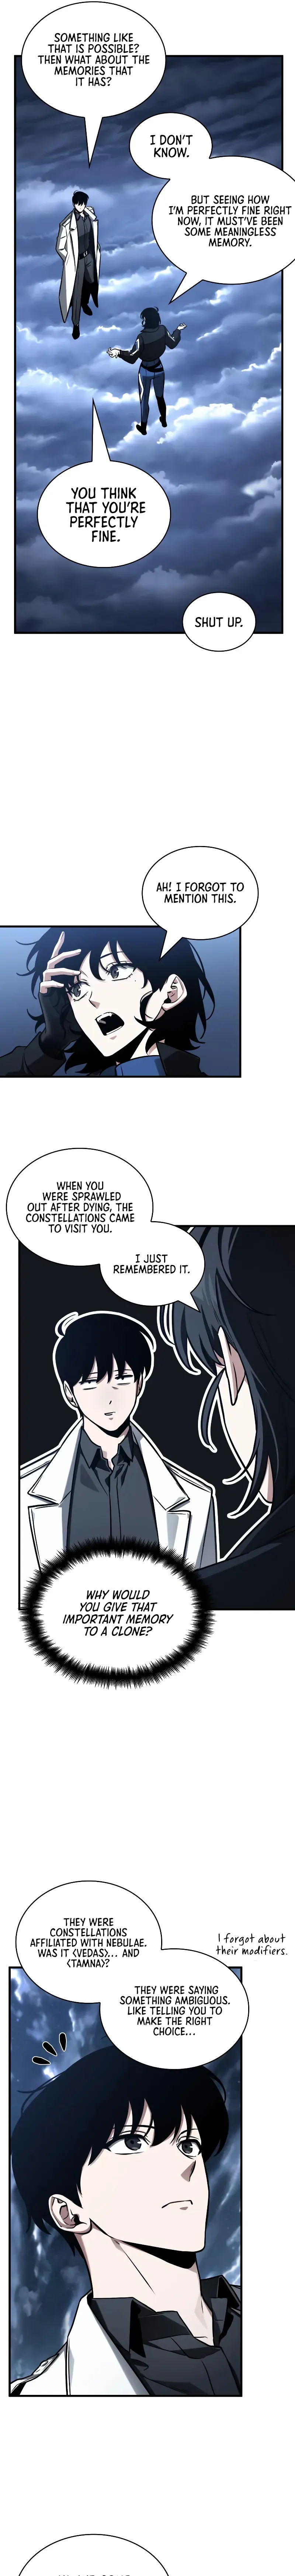 SOMETHING LIKE
THAT IS POSSIBLE?
THEN WHAT ABOUT THE
MEMORIES THAT
IT HAS?
I DON'T
KNOW.
BUT SEEING HOW
I'M PERFECTLY FINE RIGHT
NOW, IT MUST'VE BEEN
SOME MEANINGLESS
MEMORY.
YOU THINK
THAT YOU'RE
PERFECTLY
FINE.
SHUT UP.
AH! I FORGOT TO
MENTION THIS.
WHEN YOU
WERE SPRAWLED
OUT AFTER DYING, THE
CONSTELLATIONS CAME
TO VISIT YOU.
I JUST
REMEMBERED IT.
WHY WOULD
YOU GIVE THAT
IMPORTANT MEMORY
TO A CLONE?
THEY WERE
CONSTELLATIONS
AFFILIATED WITH NEBULAE.
WAS IT <VEDAS>... AND
<TAMNA>?
I forgot about
their modifiers.
THEY WERE SAYING
SOMETHING AMBIGUOUS.
LIKE TELLING YOU TO
MAKE THE RIGHT
CHOICE...